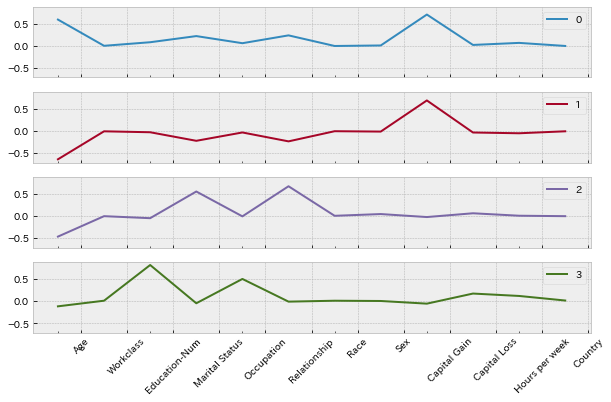 0.5
0.0
−0.5
0
0.5
0.0
−0.5
1
0.5
0.0
−0.5
2
0.5
0.0
−0.5
3
Age
Workclass
Education-Num
Marital Status
Occupation
Relationship
Race
Sex
Capital Gain
Capital Loss
Hours per week
Country